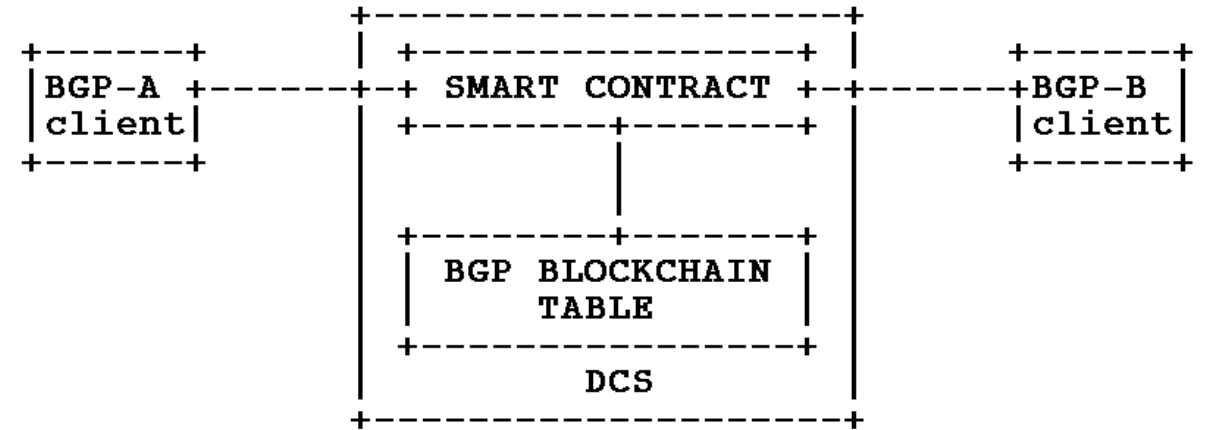 BGP-A client
SMART CONTRACT
BGP-B client
BGP BLOCKCHAIN
TABLE
DCS